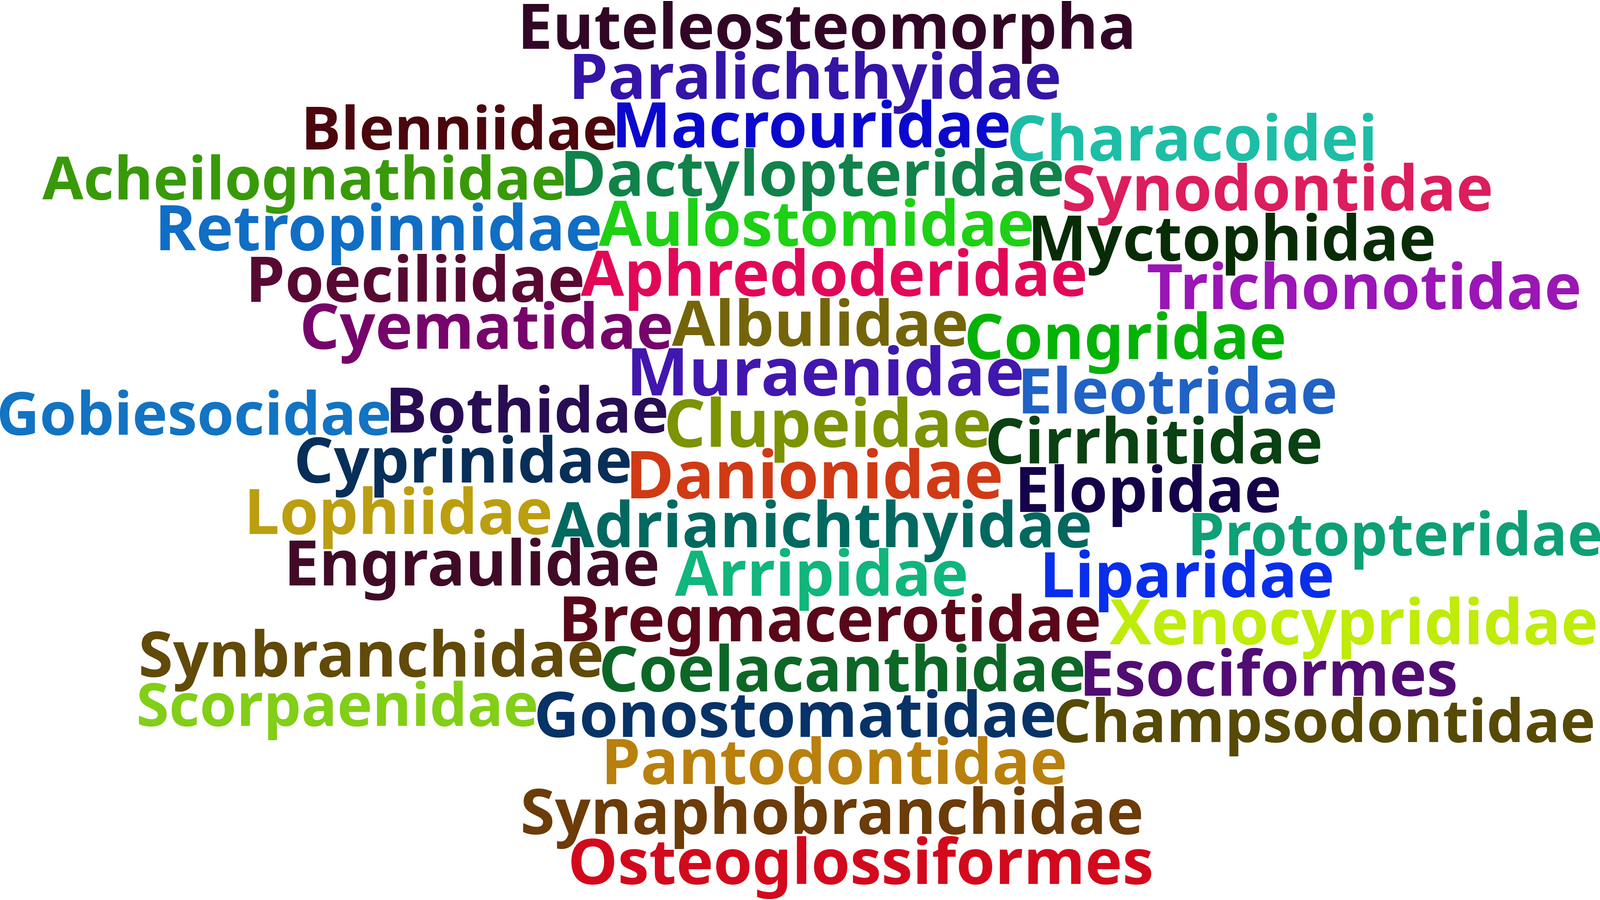 Euteleosteomorpha
Paralichthyidae
Blenniidae Macrouridae Characoidei
Acheilognathidae Dactylopteridae Synodontidae
Retropinnidae Aulostomidae Myctophidae
Poeciliidae Aphredoderidae Trichonotidae
Cyematidae Albulidae Congridae
Muraenidae Eleotridae
Gobiesocidae Bothidae Clupeidae Cirrhitidae
Cyprinidae Danionidae Elopidae
Lophiidae Adrianichthyidae Protopteridae
Engraulidae Arripidae Liparidae
Bregmacerotidae Xenocyprididae
Synbranchidae Coelacanthidae Esociformes
Scorpaenidae Gonostomatidae Champsodontidae
Pantodontidae
Synaphobranchidae
Osteoglossiformes